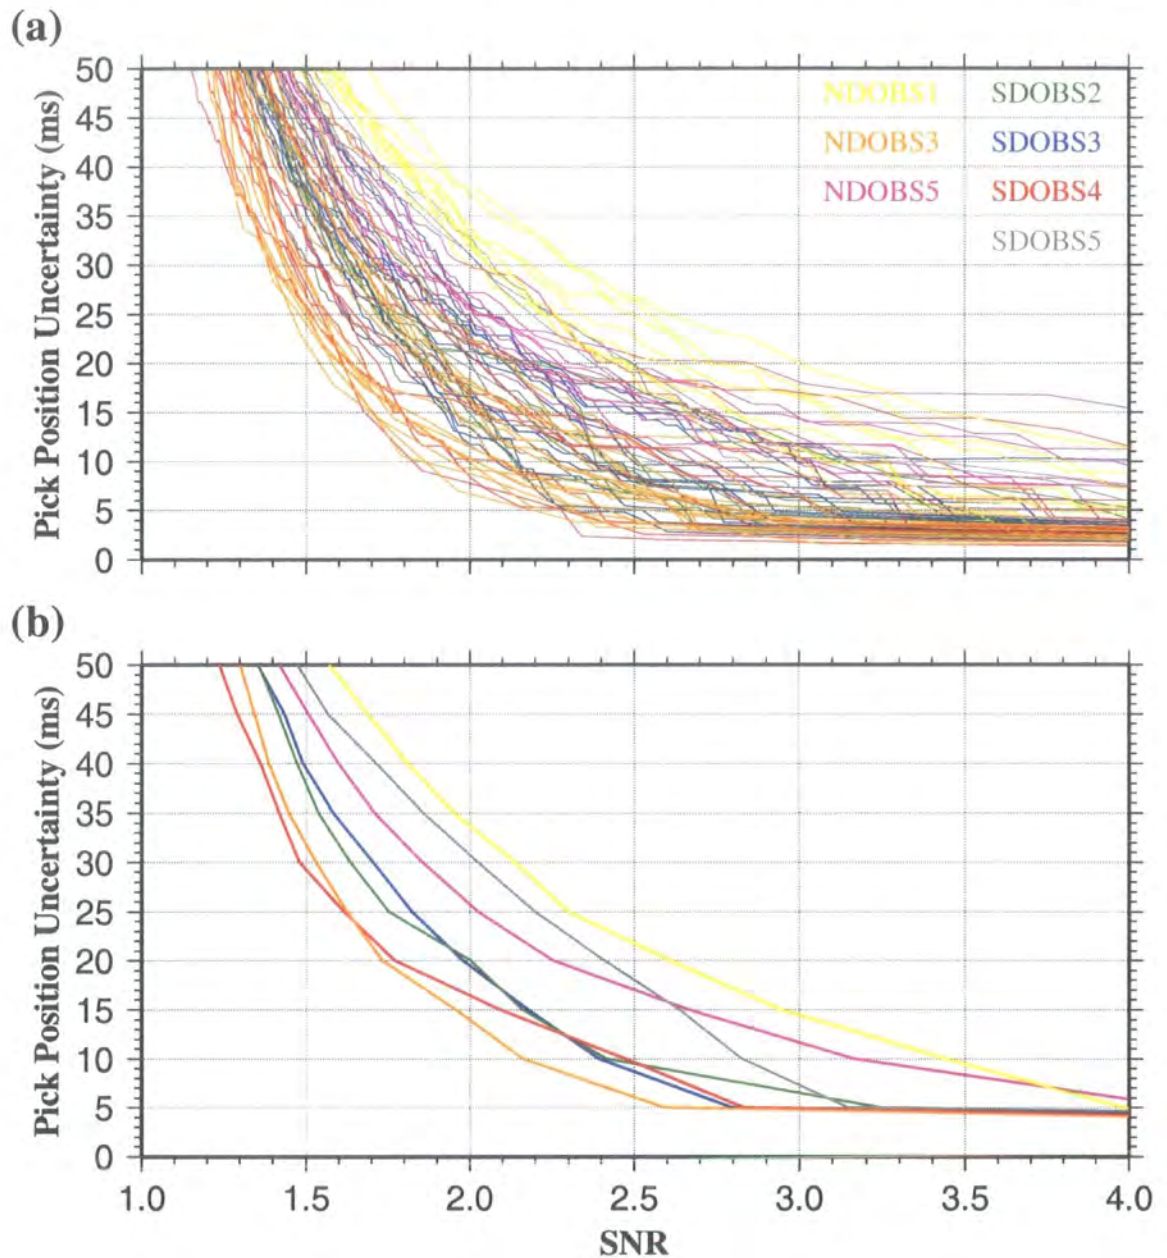 (a)
Pick Position Uncertainty (ms)
50
45
40
35
30
25
20
15
10
5
0
NDOBS1 SDOBS2
NDOBS3 SDOBS3
NDOBS5 SDOBS4
SDOBS5
(b)
Pick Position Uncertainty (ms)
50
45
40
35
30
25
20
15
10
5
0
1.0 1.5 2.0 2.5 3.0 3.5 4.0
SNR